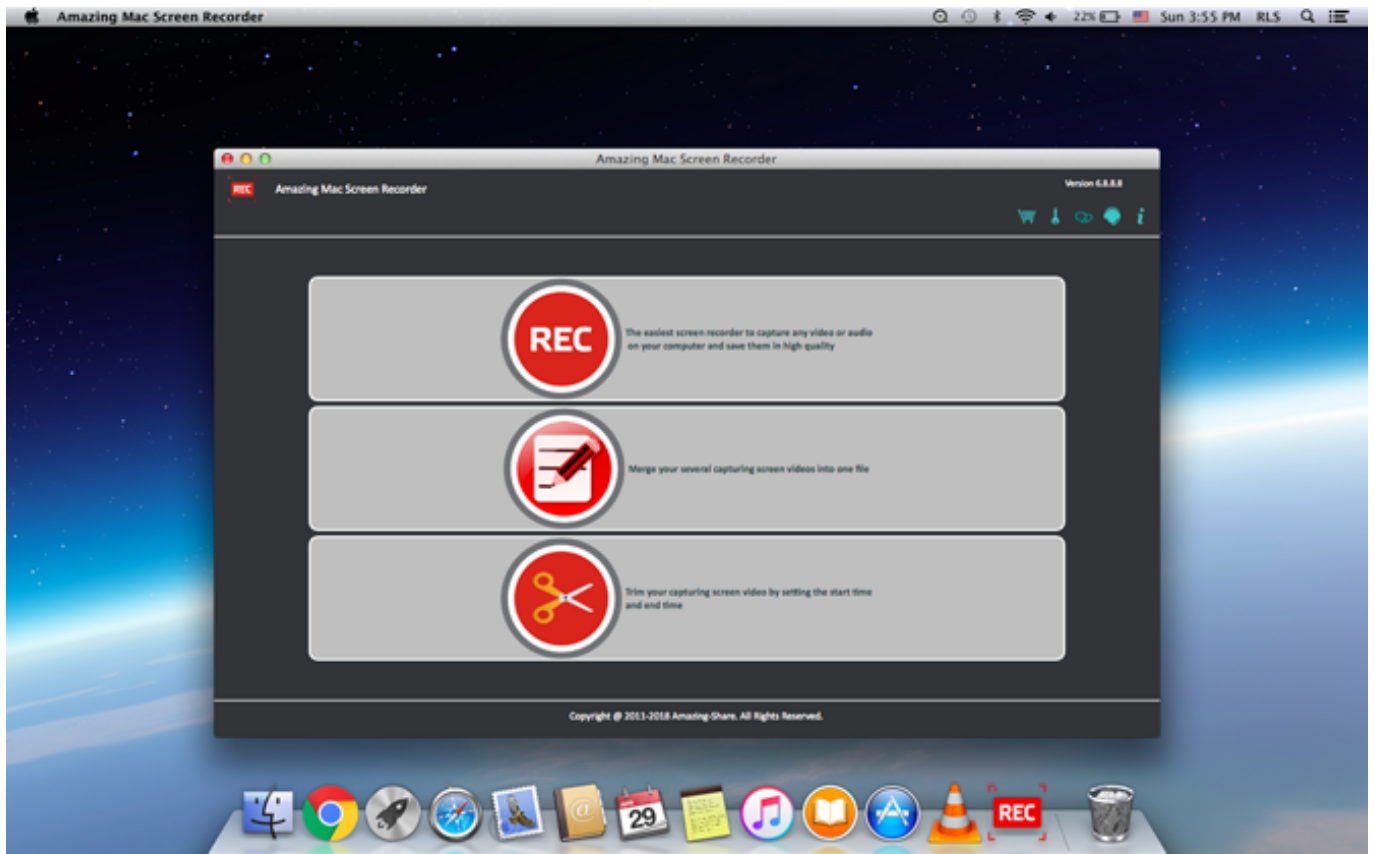 Amazing Mac Screen Recorder
22%
Sun 3:55 PM RLS
Amazing Mac Screen Recorder
REC
Amazing Mac Screen Recorder
Version 6.8.8.8
REC
The easiest screen recorder to capture any video or audio
on your computer and save them in high quality
Merge your several capturing screen videos into one file
Trim your capturing screen video by setting the start time
and end time
Copyright @ 2011-2018 Amazing-Share. All Rights Reserved.
29
REC